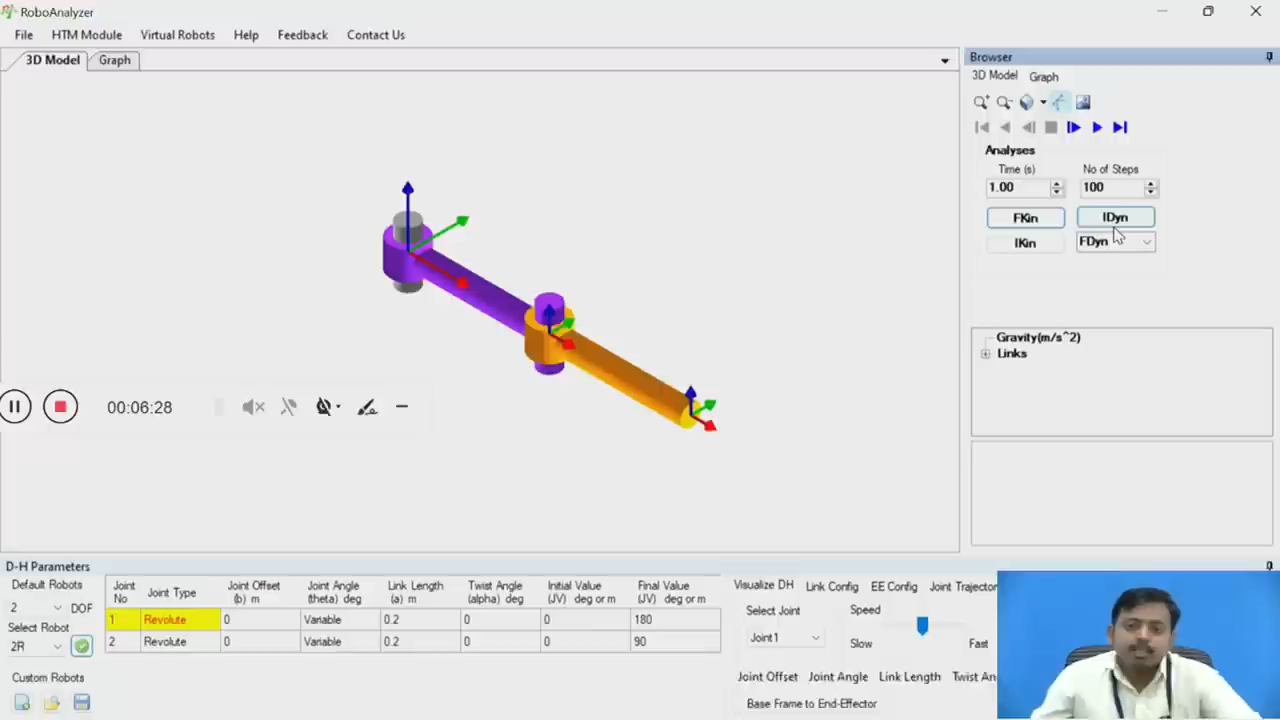 RoboAnalyzer
File HTM Module Virtual Robots Help Feedback Contact Us
3D Model Graph
Browser
3D Model Graph
Analyses
Time (s) No of Steps
1.00 100
FKin IDyn
IKin FDyn
Gravity(m/s^2)
Links
00:06:28
D-H Parameters
Default Robots
2 DOF
Select Robot
2R
Custom Robots
Joint No Joint Type Joint Offset (b) m Joint Angle (theta) deg Link Length (a) m Twist Angle (alpha) deg Initial Value (JV) deg or m Final Value (JV) deg or m
1 Revolute 0 Variable 0.2 0 0 180
2 Revolute 0 Variable 0.2 0 0 90
Visualize DH Link Config EE Config Joint Trajector
Select Joint Speed
Joint1 Slow Fast
Joint Offset Joint Angle Link Length Twist An
Base Frame to End-Effector